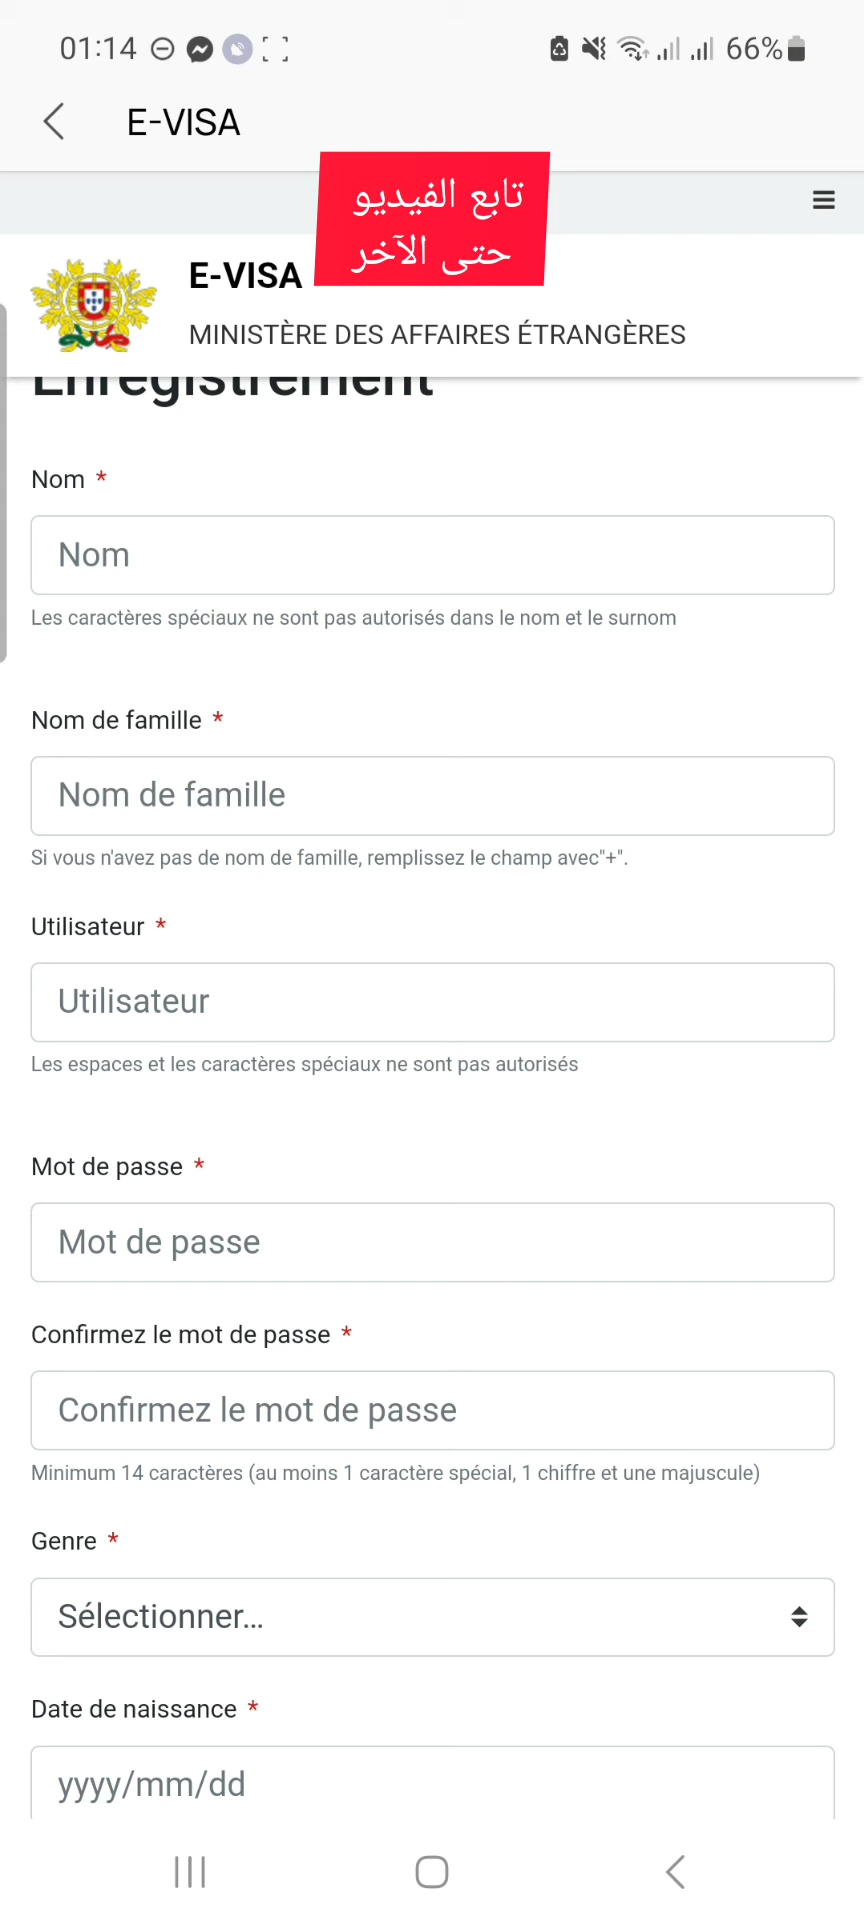 01:14
66%
E-VISA
تابع الفيديو
حتى الآخر
E-VISA
MINISTÈRE DES AFFAIRES ÉTRANGÈRES
Enregistrement
Nom *
Nom
Les caractères spéciaux ne sont pas autorisés dans le nom et le surnom
Nom de famille *
Nom de famille
Si vous n'avez pas de nom de famille, remplissez le champ avec"+".
Utilisateur *
Utilisateur
Les espaces et les caractères spéciaux ne sont pas autorisés
Mot de passe *
Mot de passe
Confirmez le mot de passe *
Confirmez le mot de passe
Minimum 14 caractères (au moins 1 caractère spécial, 1 chiffre et une majuscule)
Genre *
Sélectionner...
Date de naissance *
yyyy/mm/dd